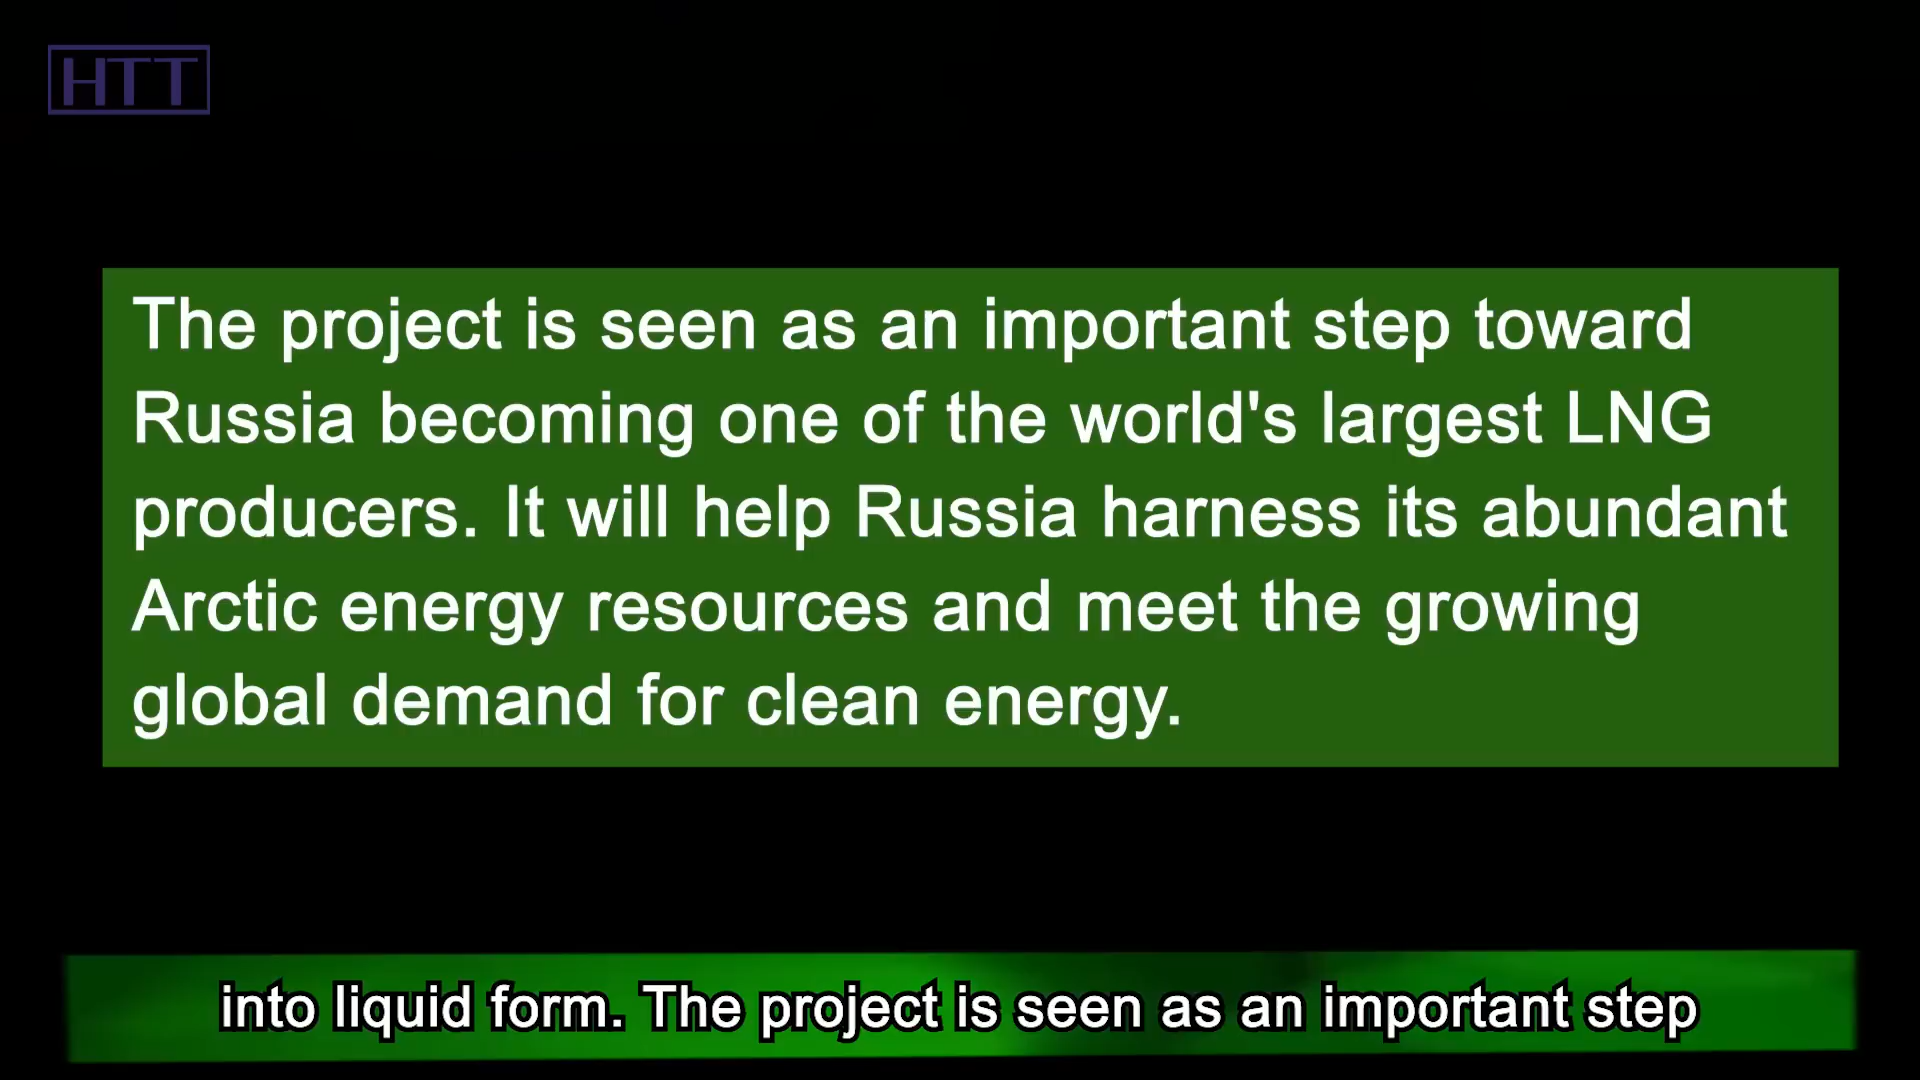 HTT
The project is seen as an important step toward
Russia becoming one of the world's largest LNG
producers. It will help Russia harness its abundant
Arctic energy resources and meet the growing
global demand for clean energy.
into liquid form. The project is seen as an important step